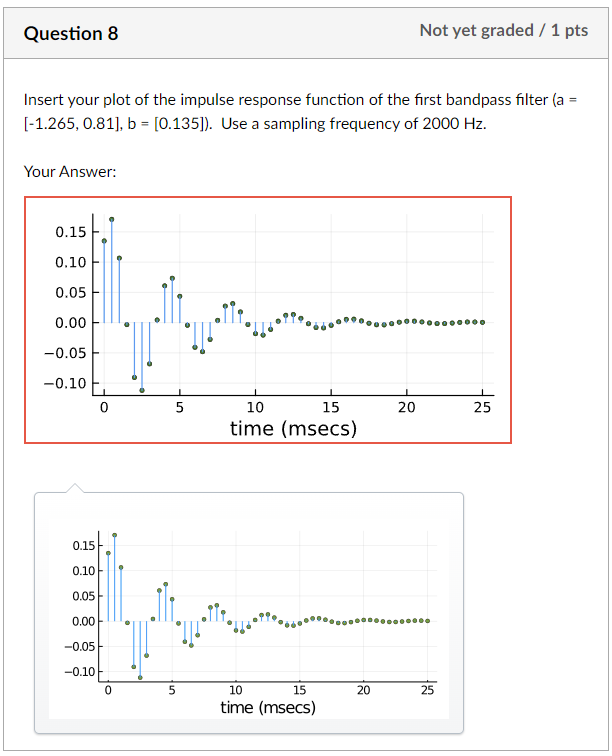 Question 8
Not yet graded / 1 pts
Insert your plot of the impulse response function of the first bandpass filter (a =
[-1.265, 0.81], b = [0.135]).  Use a sampling frequency of 2000 Hz.
Your Answer:
0.15
0.10
0.05
0.00
−0.05
−0.10
0 5 10 15 20 25
time (msecs)
0.15
0.10
0.05
0.00
−0.05
−0.10
0 5 10 15 20 25
time (msecs)